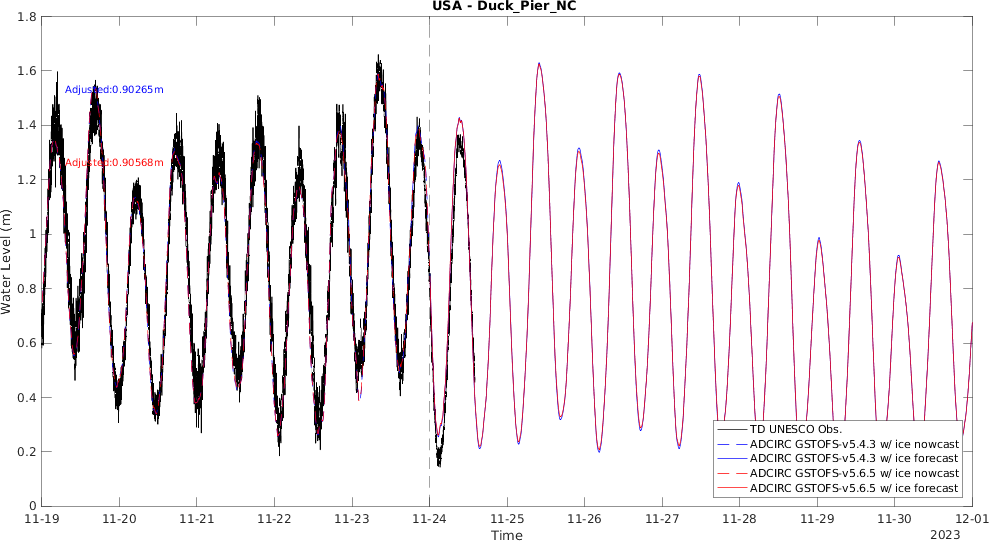 USA - Duck_Pier_NC
1.8
1.6
1.4
1.2
1
0.8
0.6
0.4
0.2
0
Water Level (m)
Adjusted:0.90265m
Adjusted:0.90568m
TD UNESCO Obs.
ADCIRC GSTOFS-v5.4.3 w/ ice nowcast
ADCIRC GSTOFS-v5.4.3 w/ ice forecast
ADCIRC GSTOFS-v5.6.5 w/ ice nowcast
ADCIRC GSTOFS-v5.6.5 w/ ice forecast
11-19 11-20 11-21 11-22 11-23 11-24 11-25 11-26 11-27 11-28 11-29 11-30 12-01
Time
2023